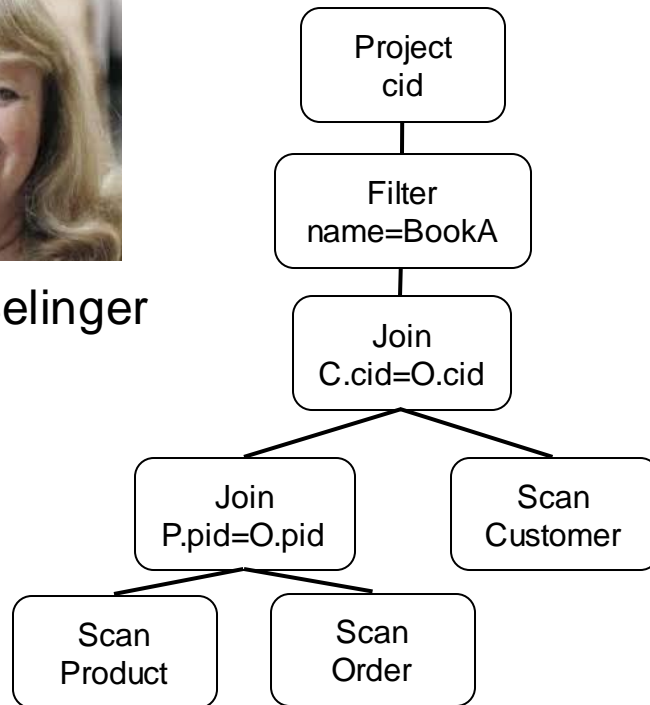 Project
cid
Filter
name=BookA
elinger
Join
C.cid=O.cid
Join
P.pid=O.pid
Scan
Customer
Scan
Product
Scan
Order